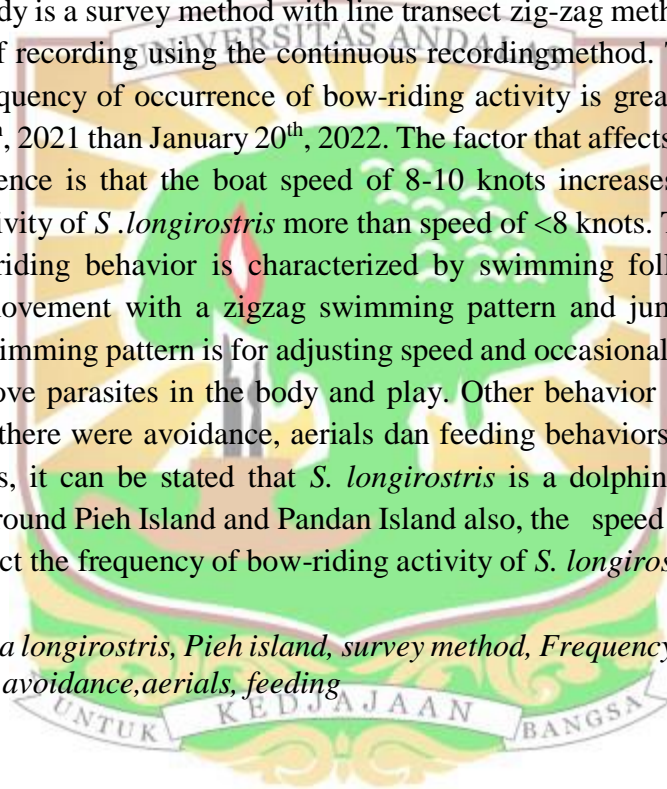 dy is a survey method with line transect zig-zag meth
f recording using the continuous recordingmethod. T
UNIVERSITAS ANDALAS
quency of occurrence of bow-riding activity is grea
, 2021 than January 20th, 2022. The factor that affects
ence is that the boat speed of 8-10 knots increases
ivity of S .longirostris more than speed of <8 knots. T
riding behavior is characterized by swimming foll
ovement with a zigzag swimming pattern and jun
imming pattern is for adjusting speed and occasional
ove parasites in the body and play. Other behavior
there were avoidance, aerials dan feeding behaviors
s, it can be stated that S. longirostris is a dolphin
round Pieh Island and Pandan Island also, the speed
ct the frequency of bow-riding activity of S. longiros
a longirostris, Pieh island, survey method, Frequency
avoidance,aerials, feeding
UNTUK KEDJAJAAN BANGSA